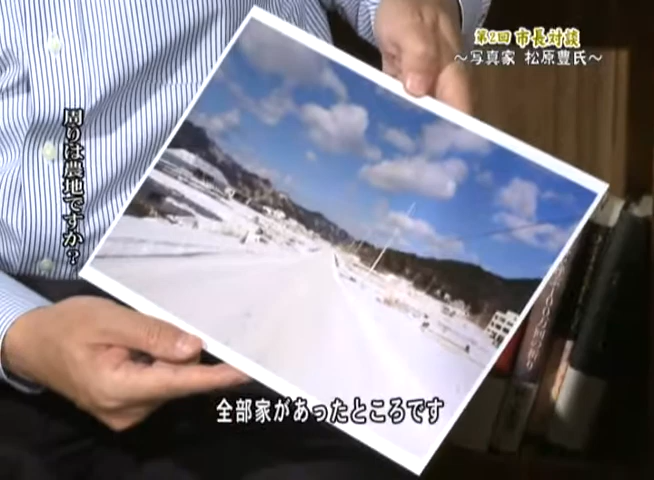 第2回 市長対談
～写真家 松原豊氏～
周りは農地ですか？
全部家があったところです